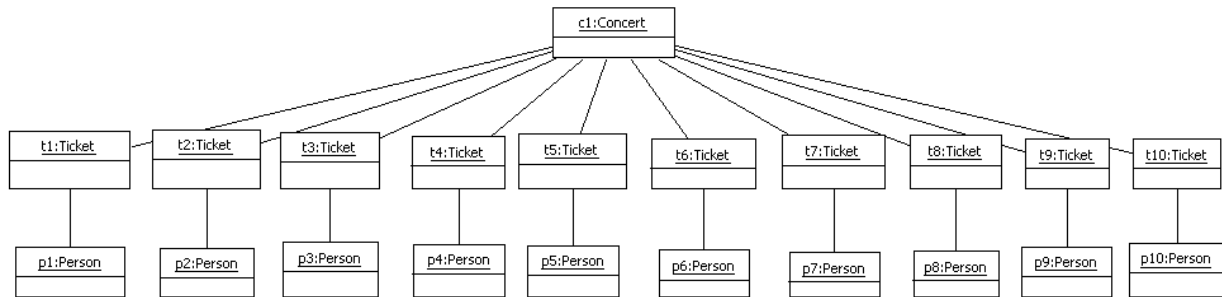 c1:Concert
t1:Ticket
t2:Ticket
t3:Ticket
t4:Ticket
t5:Ticket
t6:Ticket
t7:Ticket
t8:Ticket
t9:Ticket
t10:Ticket
p1:Person
p2:Person
p3:Person
p4:Person
p5:Person
p6:Person
p7:Person
p8:Person
p9:Person
p10:Person